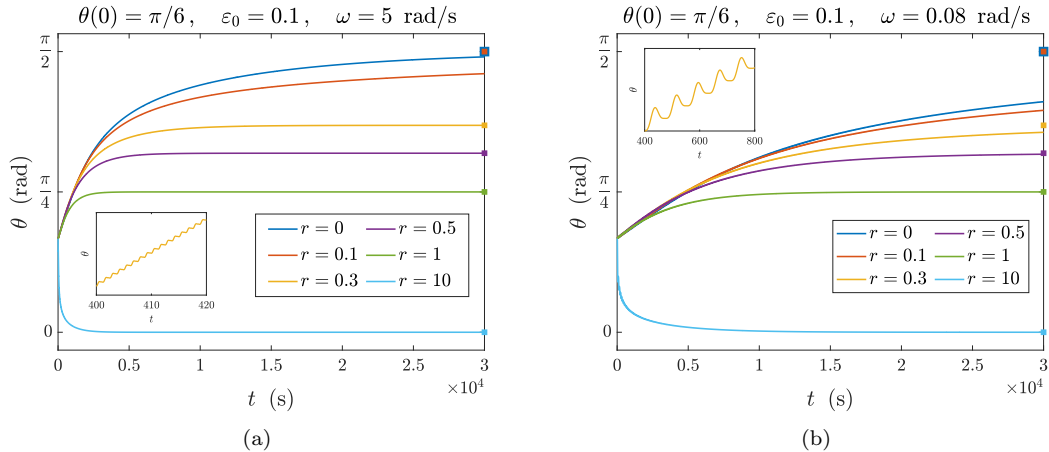 θ(0) = π/6 ,  ε₀ = 0.1 ,  ω = 5 rad/s
π/2
π/4
0
θ (rad)
θ
400 410 420
t
r = 0
r = 0.1
r = 0.3
r = 0.5
r = 1
r = 10
0 0.5 1 1.5 2 2.5 3
×10⁴
t (s)
(a)
θ(0) = π/6 ,  ε₀ = 0.1 ,  ω = 0.08 rad/s
π/2
π/4
0
θ (rad)
θ
400 600 800
t
r = 0
r = 0.1
r = 0.3
r = 0.5
r = 1
r = 10
0 0.5 1 1.5 2 2.5 3
×10⁴
t (s)
(b)